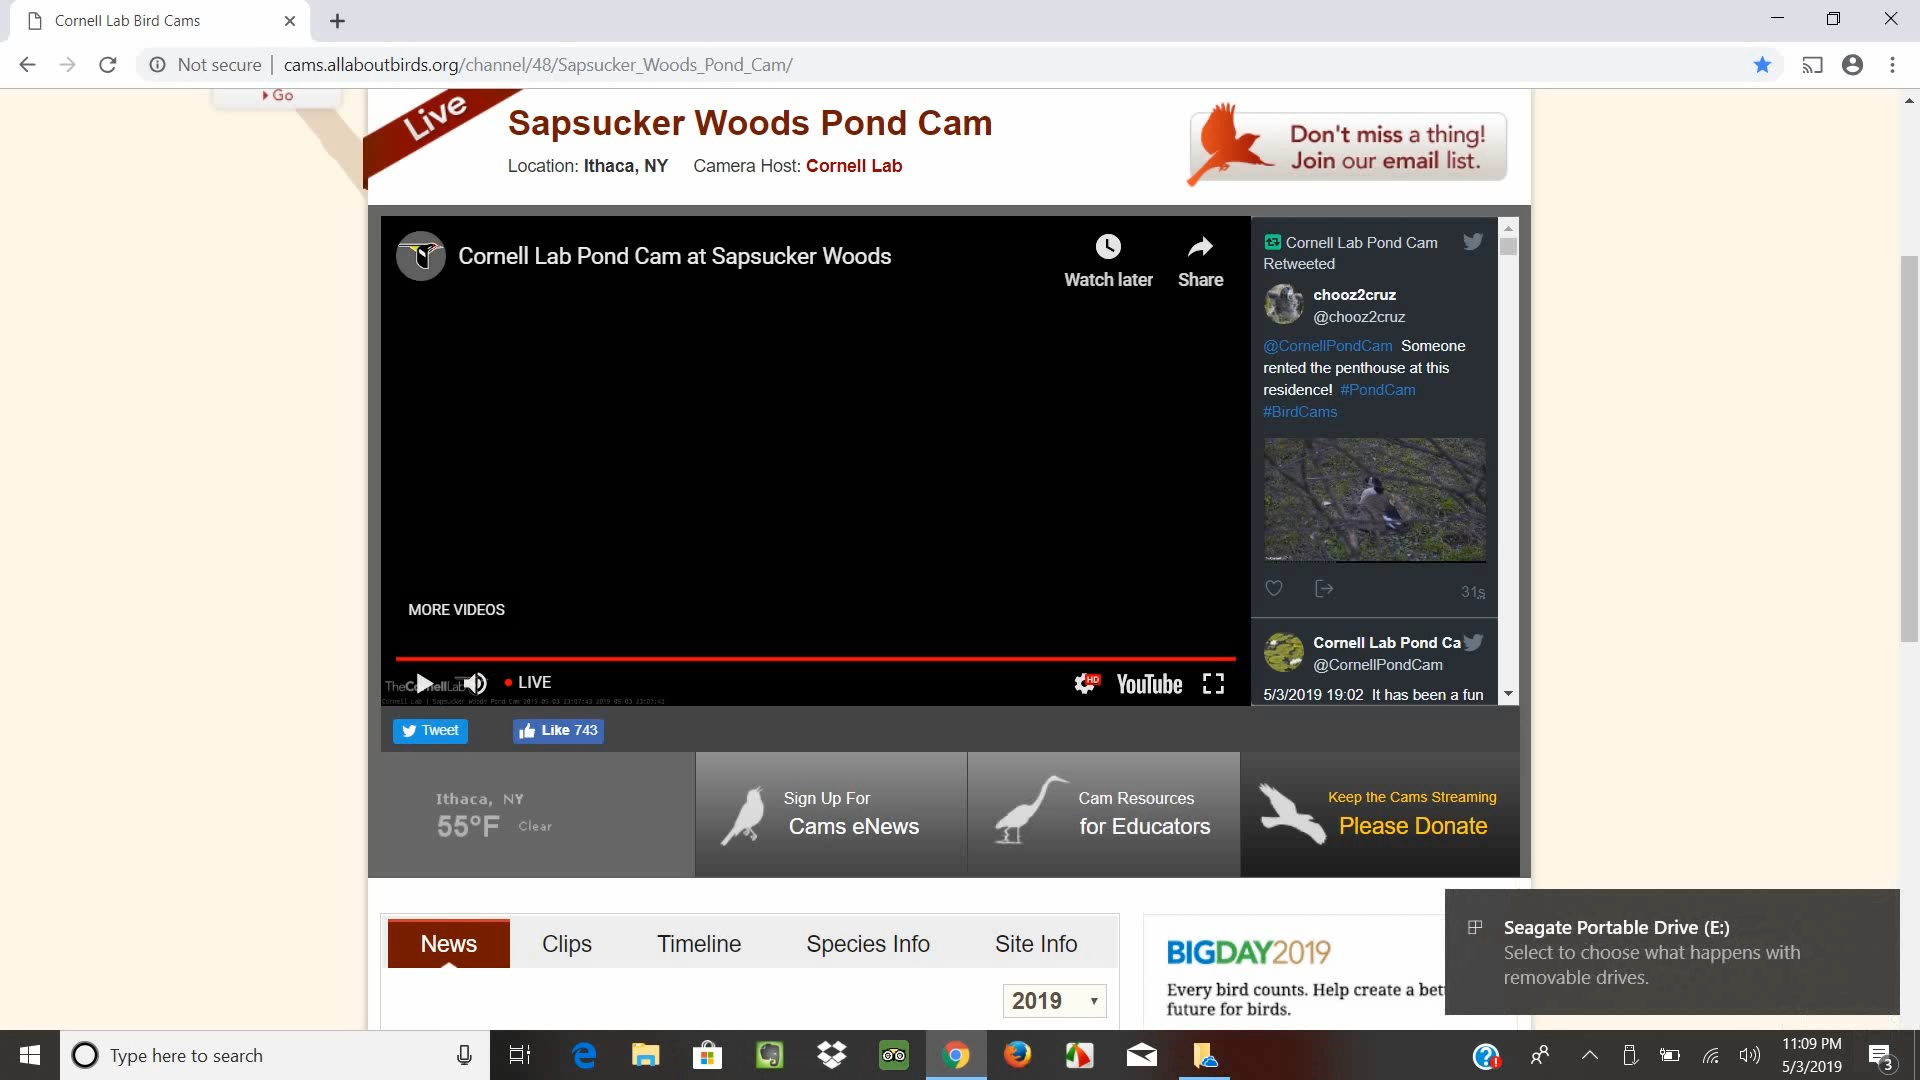 Cornell Lab Bird Cams
Not secure
cams.allaboutbirds.org/channel/48/Sapsucker_Woods_Pond_Cam/
Go
Live
Sapsucker Woods Pond Cam
Location: Ithaca, NY Camera Host: Cornell Lab
Don't miss a thing!
Join our email list.
Cornell Lab Pond Cam at Sapsucker Woods
Watch later
Share
MORE VIDEOS
LIVE
HD
YouTube
Cornell Lab Pond Cam
Retweeted
chooz2cruz
@chooz2cruz
@CornellPondCam Someone
rented the penthouse at this
residence! #PondCam
#BirdCams
31s
Cornell Lab Pond Ca
@CornellPondCam
5/3/2019 19:02 It has been a fun
Tweet
Like 743
Ithaca, NY
55°F Clear
Sign Up For
Cams eNews
Cam Resources
for Educators
Keep the Cams Streaming
Please Donate
News
Clips
Timeline
Species Info
Site Info
2019
BIGDAY2019
Every bird counts. Help create a bet
future for birds.
Seagate Portable Drive (E:)
Select to choose what happens with
removable drives.
Type here to search
11:09 PM
5/3/2019
3